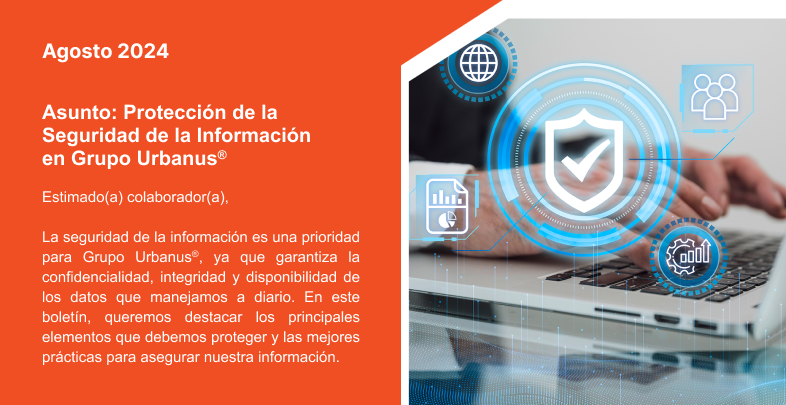 Agosto 2024
Asunto: Protección de la
Seguridad de la Información
en Grupo Urbanus®
Estimado(a) colaborador(a),
La seguridad de la información es una prioridad
para Grupo Urbanus®, ya que garantiza la
confidencialidad, integridad y disponibilidad de
los datos que manejamos a diario. En este
boletín, queremos destacar los principales
elementos que debemos proteger y las mejores
prácticas para asegurar nuestra información.